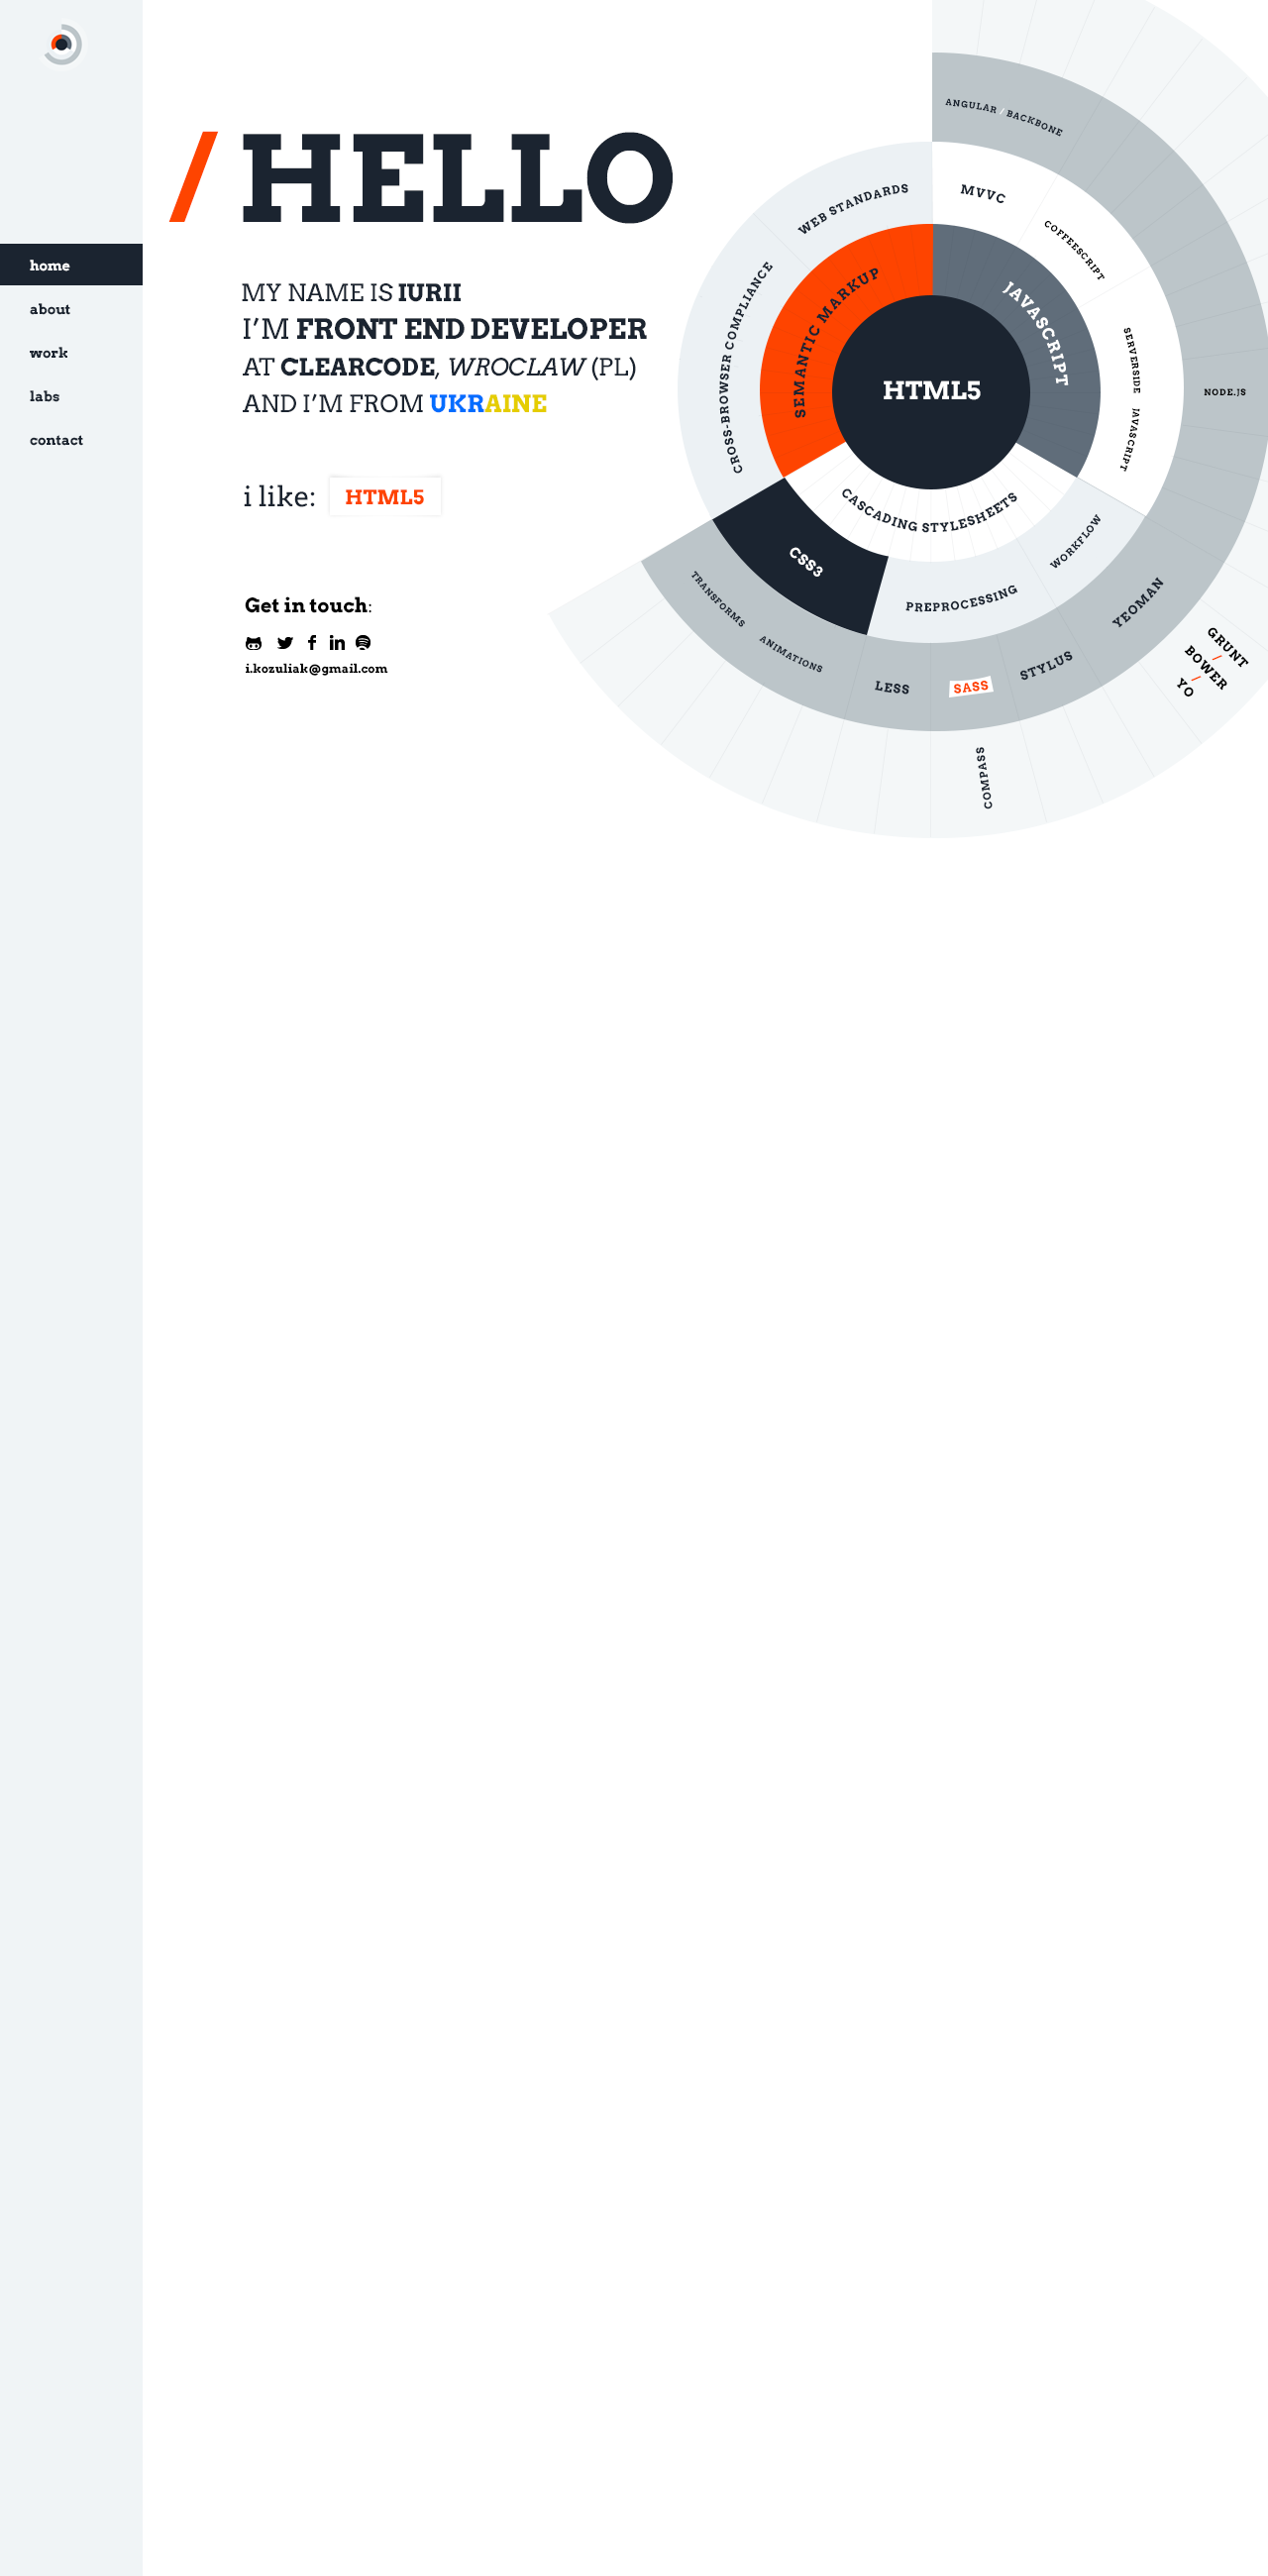 home
about
work
labs
contact
/ HELLO
MY NAME IS IURII
I’M FRONT END DEVELOPER
AT CLEARCODE, WROCLAW (PL)
AND I’M FROM UKRAINE
i like: HTML5
Get in touch:
i.kozuliak@gmail.com
HTML5
SEMANTIC MARKUP
JAVASCRIPT
CASCADING STYLESHEETS
WEB STANDARDS
CROSS-BROWSER COMPLIANCE
MVVC
COFFEESCRIPT
SERVERSIDE JAVASCRIPT
WORKFLOW
PREPROCESSING
CSS3
ANGULAR / BACKBONE
NODE.JS
YEOMAN
STYLUS
SASS
LESS
ANIMATIONS
TRANSFORMS
GRUNT
/
BOWER
/
YO
COMPASS